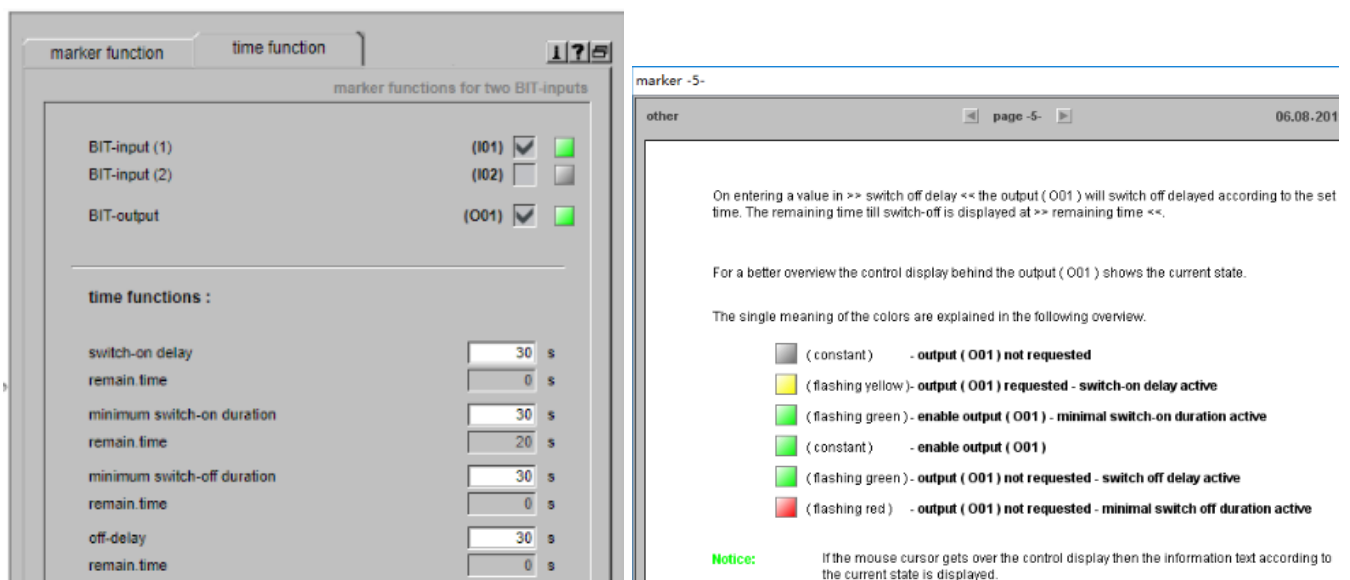 marker function
time function
marker functions for two BIT-inputs
BIT-input (1) (I01)
BIT-input (2) (I02)
BIT-output (O01)
time functions :
switch-on delay 30 s
remain.time 0 s
minimum switch-on duration 30 s
remain.time 20 s
minimum switch-off duration 30 s
remain.time 0 s
off-delay 30 s
remain.time 0 s
marker -5-
other page -5- 06.08.201
On entering a value in >> switch off delay << the output ( O01 ) will switch off delayed according to the set
time. The remaining time till switch-off is displayed at >> remaining time <<.
For a better overview the control display behind the output ( O01 ) shows the current state.
The single meaning of the colors are explained in the following overview.
( constant ) - output ( O01 ) not requested
( flashing yellow )- output ( O01 ) requested - switch-on delay active
( flashing green )- enable output ( O01 ) - minimal switch-on duration active
( constant ) - enable output ( O01 )
( flashing green )- output ( O01 ) not requested - switch off delay active
( flashing red ) - output ( O01 ) not requested - minimal switch off duration active
Notice: If the mouse cursor gets over the control display then the information text according to
the current state is displayed.